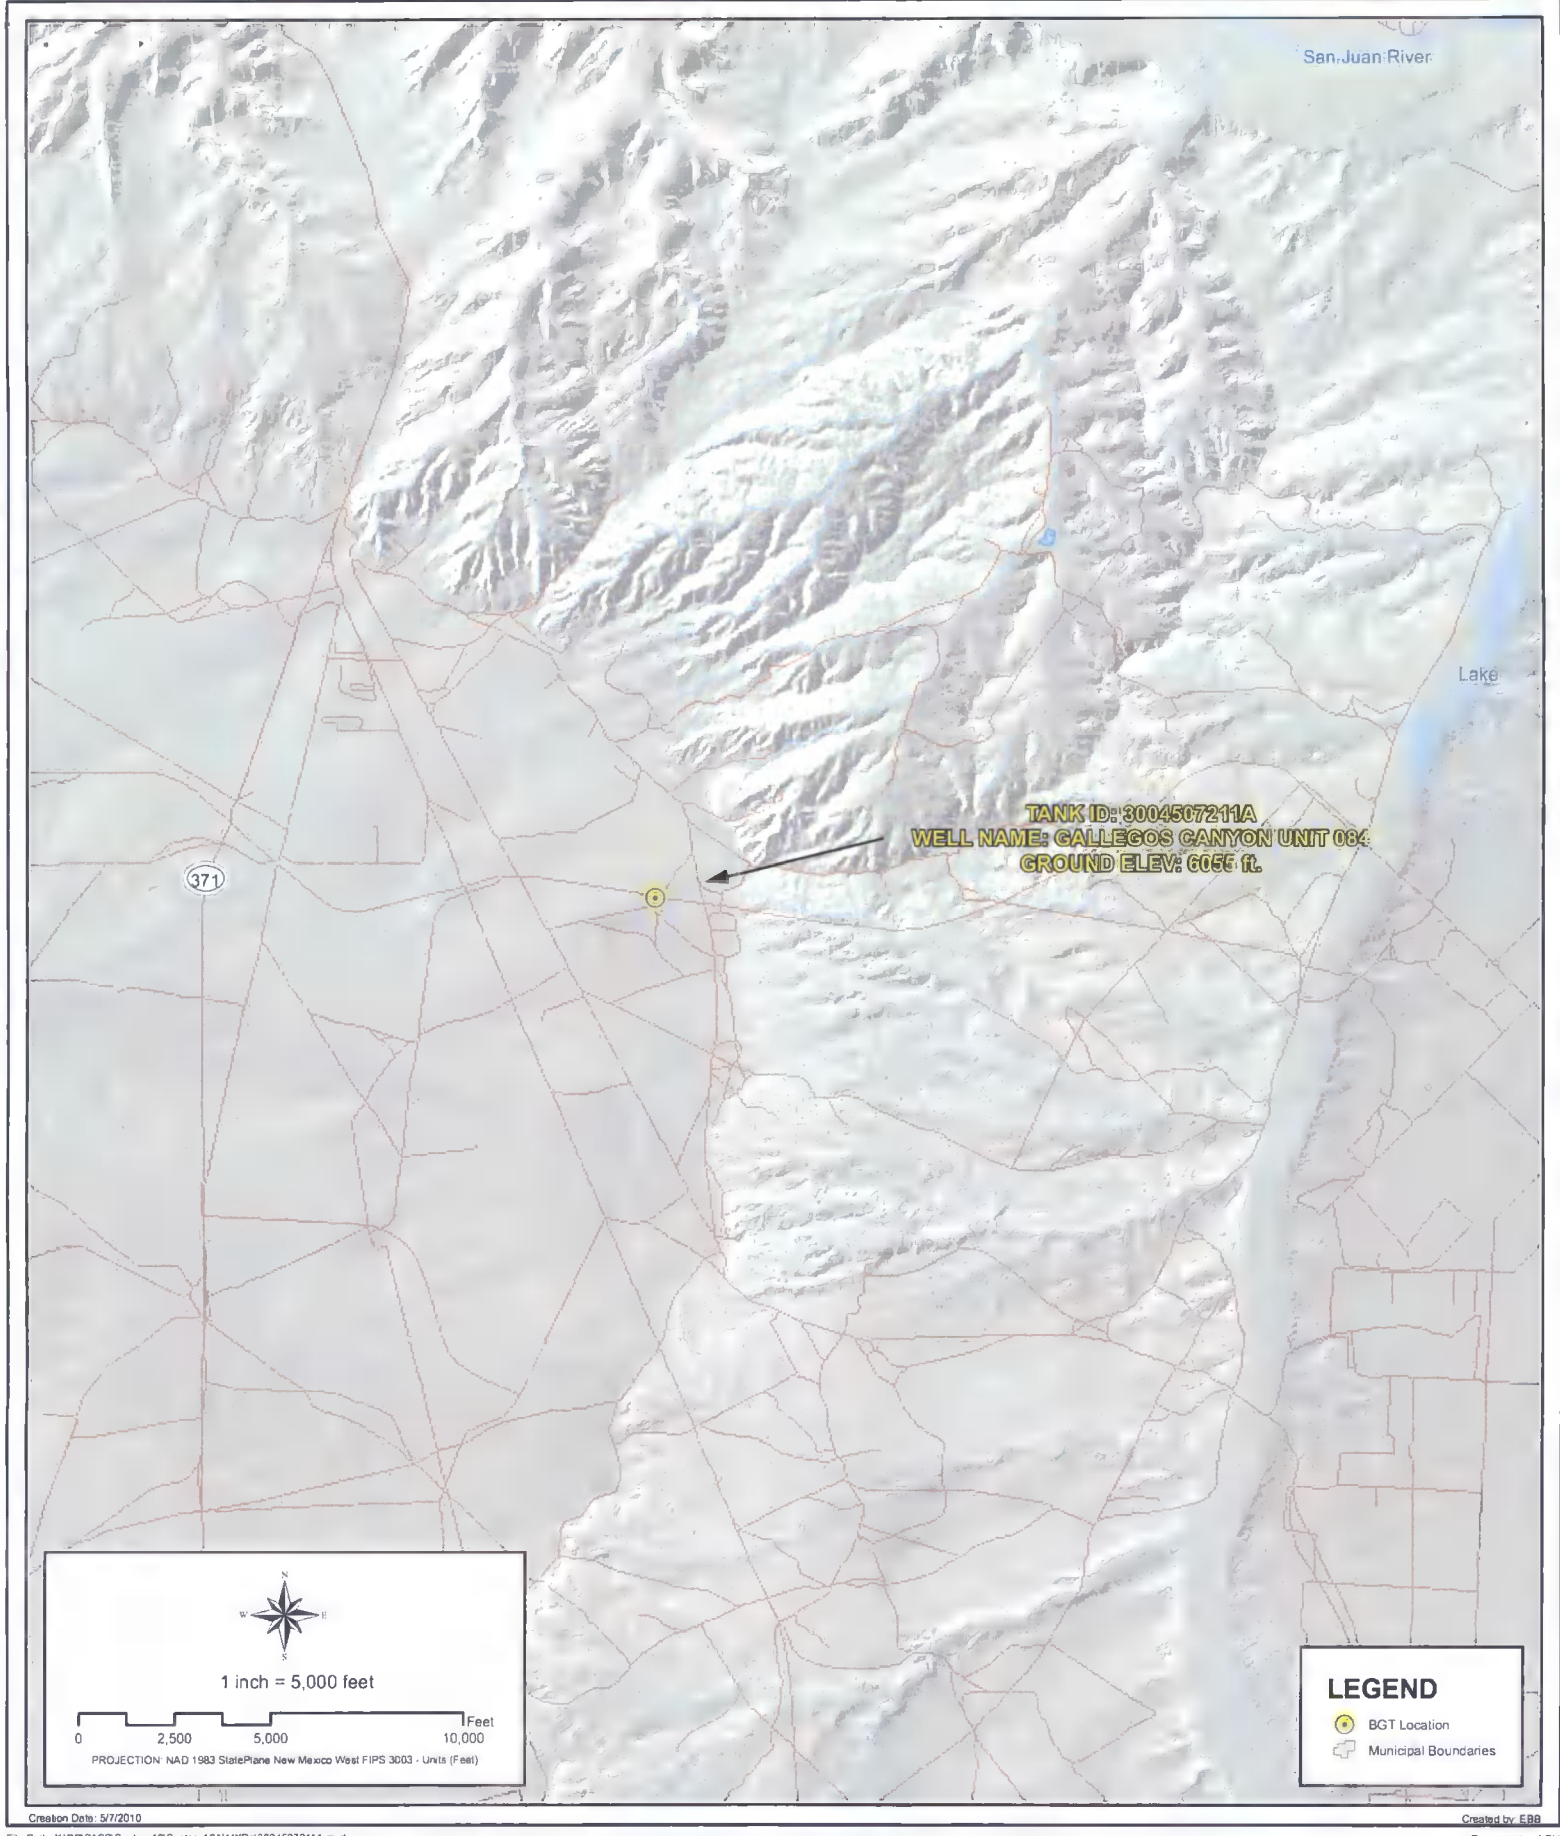 San Juan River
Lake
TANK ID: 3004507211A
WELL NAME: GALLEGOS CANYON UNIT 084
GROUND ELEV: 6055 ft.
371
N
W E
S
1 inch = 5,000 feet
Feet
0 2,500 5,000 10,000
PROJECTION: NAD 1983 StatePlane New Mexico West FIPS 3003 - Units (Feet)
LEGEND
BGT Location
Municipal Boundaries
Creation Date: 5/7/2010
Created by: EBB